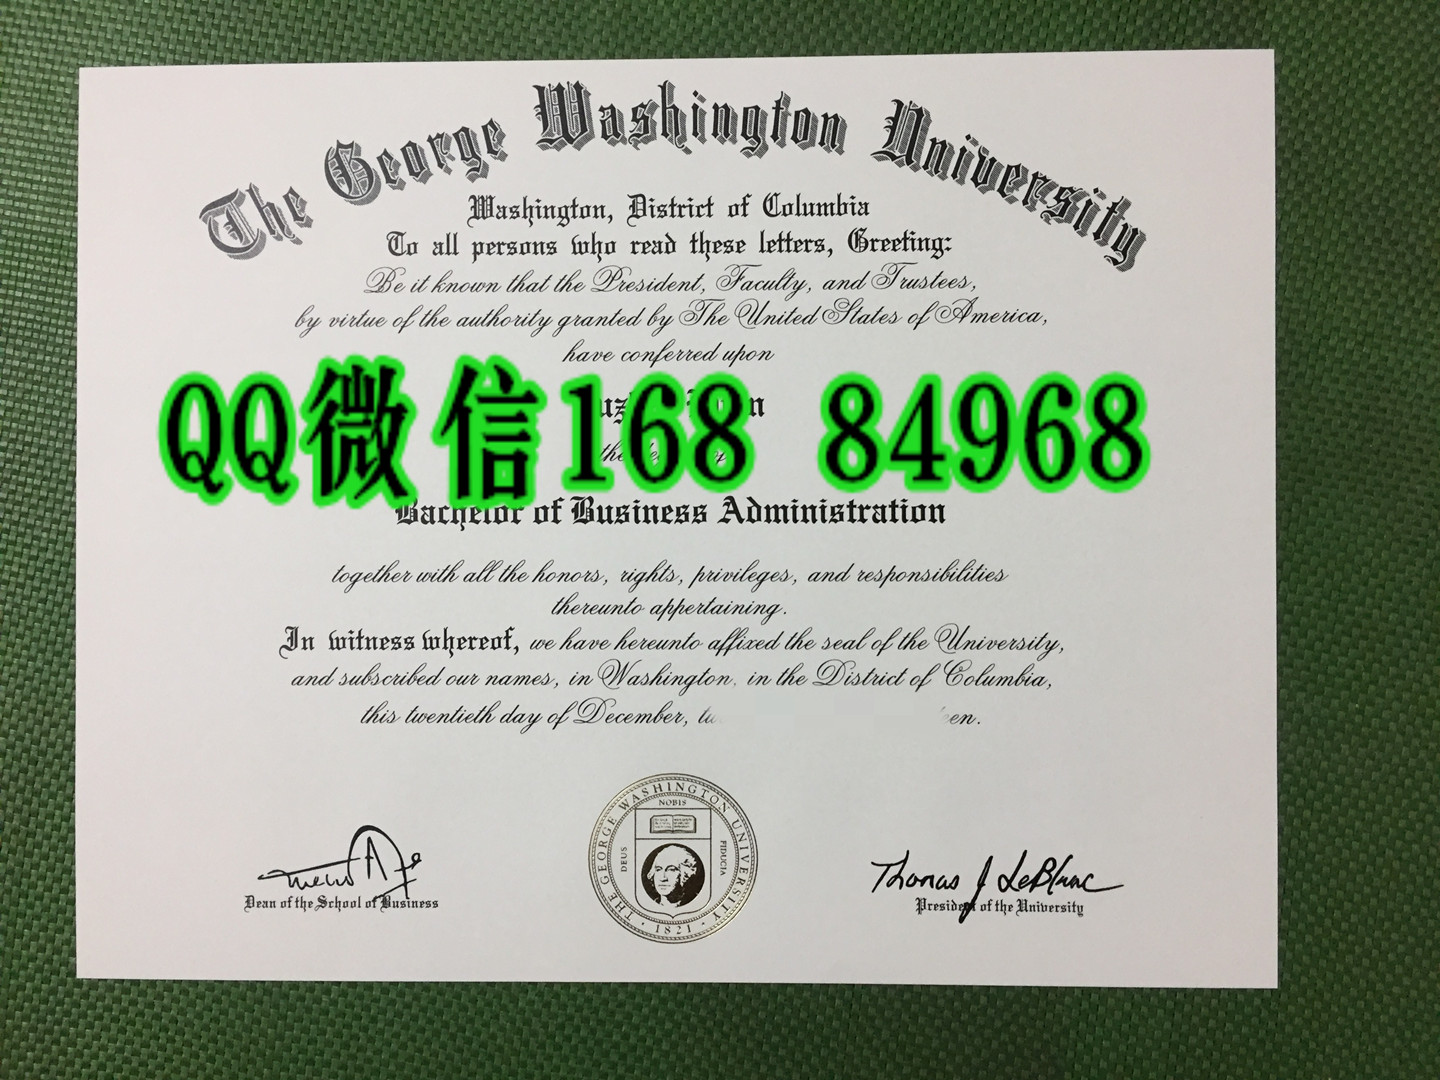 The George Washington University
Washington, District of Columbia
To all persons who read these letters, Greeting:
Be it known that the President, Faculty, and Trustees,
by virtue of the authority granted by The United States of America,
have conferred upon
QQ微信168 84968
Bachelor of Business Administration
together with all the honors, rights, privileges, and responsibilities
thereunto appertaining.
In witness whereof, we have hereunto affixed the seal of the University,
and subscribed our names, in Washington, in the District of Columbia,
this twentieth day of December,
THE GEORGE WASHINGTON UNIVERSITY
NOBIS
DEUS
FIDUCIA
1821
Thomas J LeBlanc
Dean of the School of Business
President of the University